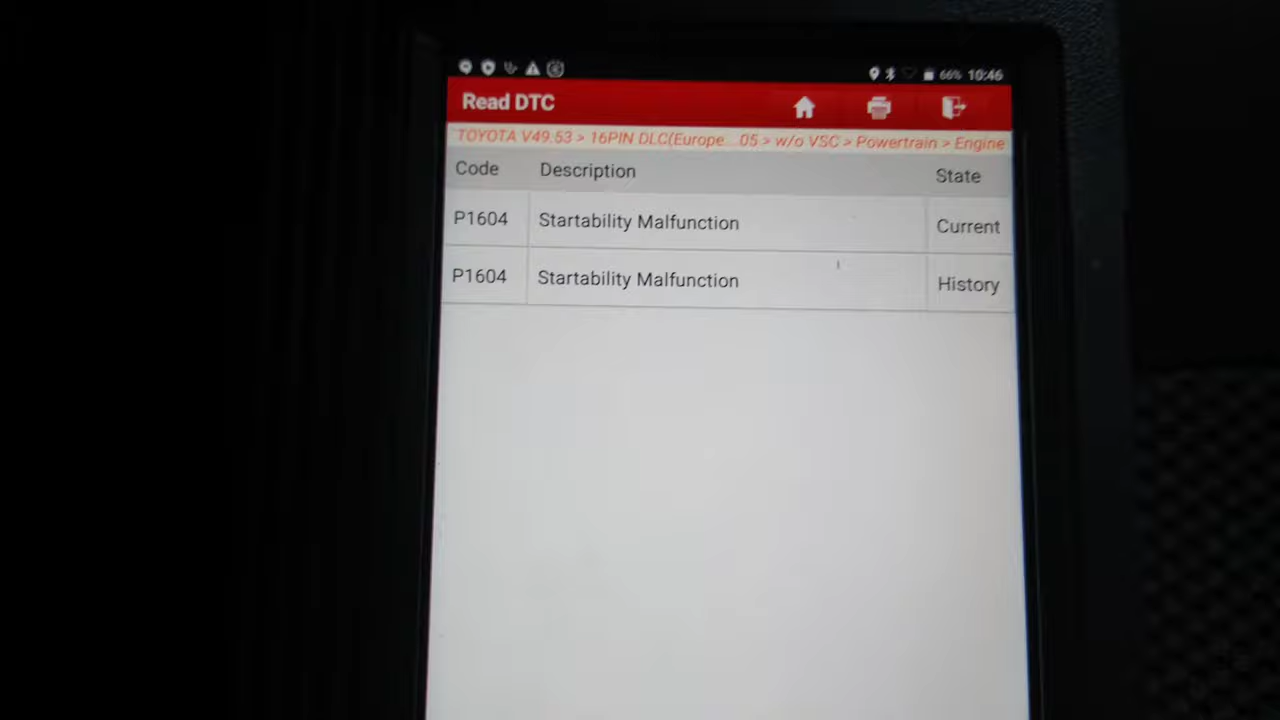 66% 10:46
Read DTC
TOYOTA V49.53 > 16PIN DLC(Europe...05 > w/o VSC > Powertrain > Engine
Code Description State
P1604 Startability Malfunction Current
P1604 Startability Malfunction History